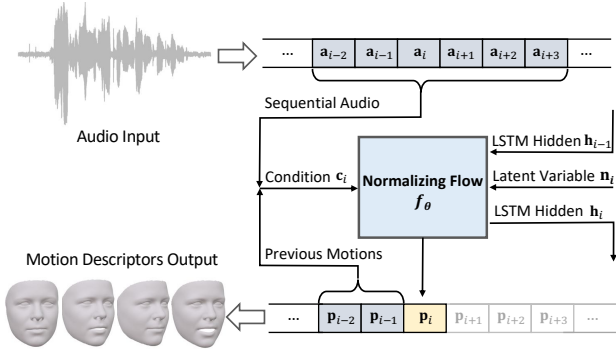 ... a_{i-2} a_{i-1} a_i a_{i+1} a_{i+2} a_{i+3} ...
Audio Input
Sequential Audio
LSTM Hidden h_{i-1}
Condition c_i
Normalizing Flow
f_θ
Latent Variable n_i
LSTM Hidden h_i
Previous Motions
Motion Descriptors Output
... p_{i-2} p_{i-1} p_i p_{i+1} p_{i+2} p_{i+3} ...